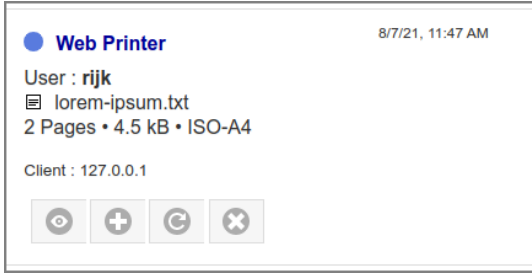 Web Printer
8/7/21, 11:47 AM
User : rijk
lorem-ipsum.txt
2 Pages • 4.5 kB • ISO-A4
Client : 127.0.0.1